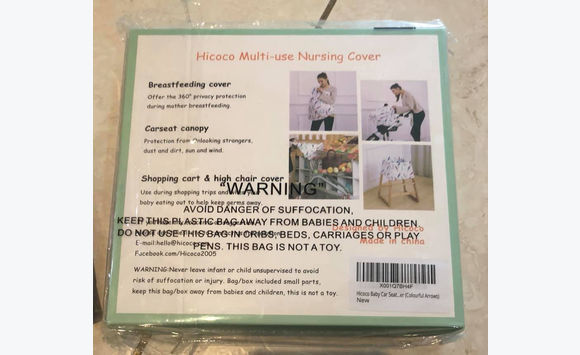 Hicoco Multi-use Nursing Cover
Breastfeeding cover
Offer the 360° privacy protection
during mother breastfeeding.
Carseat canopy
Protection from onlooking strangers,
dust and dirt, sun and wind.
Shopping cart & high chair cover
Use during shopping trips and
baby eating out to help keep germs away.
"WARNING"
AVOID DANGER OF SUFFOCATION,
KEEP THIS PLASTIC BAG AWAY FROM BABIES AND CHILDREN.
DO NOT USE THIS BAG IN CRIBS, BEDS, CARRIAGES OR PLAY
PENS. THIS BAG IS NOT A TOY.
Designed by Hicoco
Made in china
E-mail:hello@hicoco
Facebook.com/Hicoco2005
WARNING:Never leave infant or child unsupervised to avoid
risk of suffocation or injury. Bag/box included small parts,
keep this bag/box away from babies and children, this is not a toy.
X001Q7BH4F
Hicoco Baby Car Seat...er (Colourful Arrows)
New